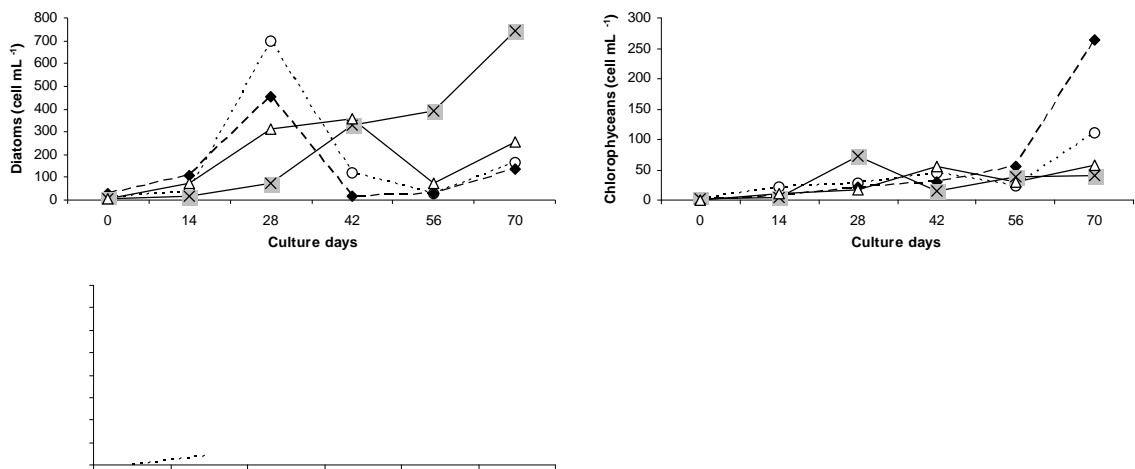 800
700
600
500
400
300
200
100
0
Diatoms (cell mL -1)
0 14 28 42 56 70
Culture days
300
250
200
150
100
50
0
Chlorophyceans (cell mL -1)
0 14 28 42 56 70
Culture days